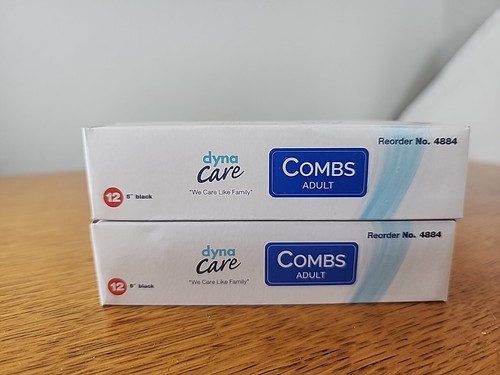 Reorder No. 4884
dyna
care
"We Care Like Family"
COMBS
ADULT
12 5" black
Reorder No. 4884
dyna
care
"We Care Like Family"
COMBS
ADULT
12 5" black